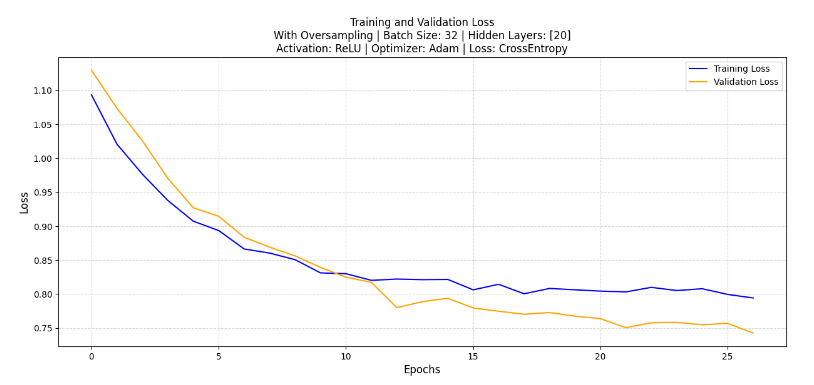 Training and Validation Loss
With Oversampling | Batch Size: 32 | Hidden Layers: [20]
Activation: ReLU | Optimizer: Adam | Loss: CrossEntropy
Training Loss
Validation Loss
1.10
1.05
1.00
0.95
0.90
0.85
0.80
0.75
Loss
0 5 10 15 20 25
Epochs